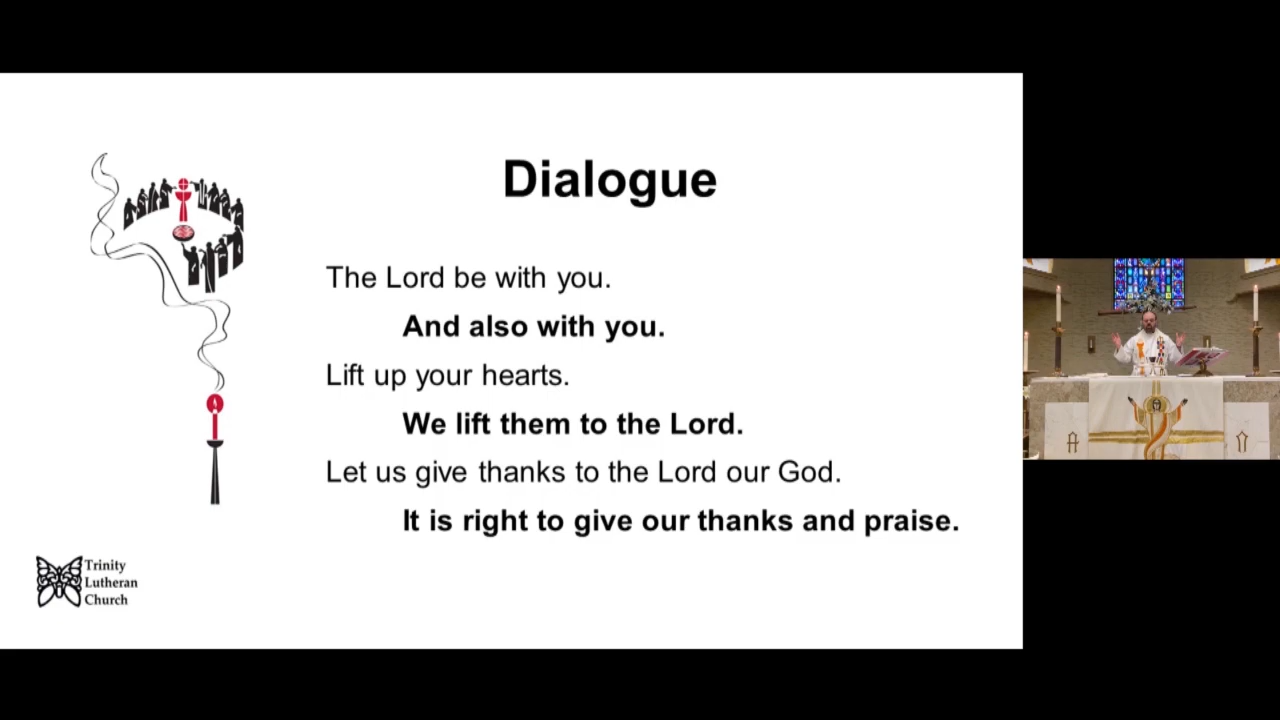 Dialogue
The Lord be with you.
And also with you.
Lift up your hearts.
We lift them to the Lord.
Let us give thanks to the Lord our God.
It is right to give our thanks and praise.
Trinity
Lutheran
Church